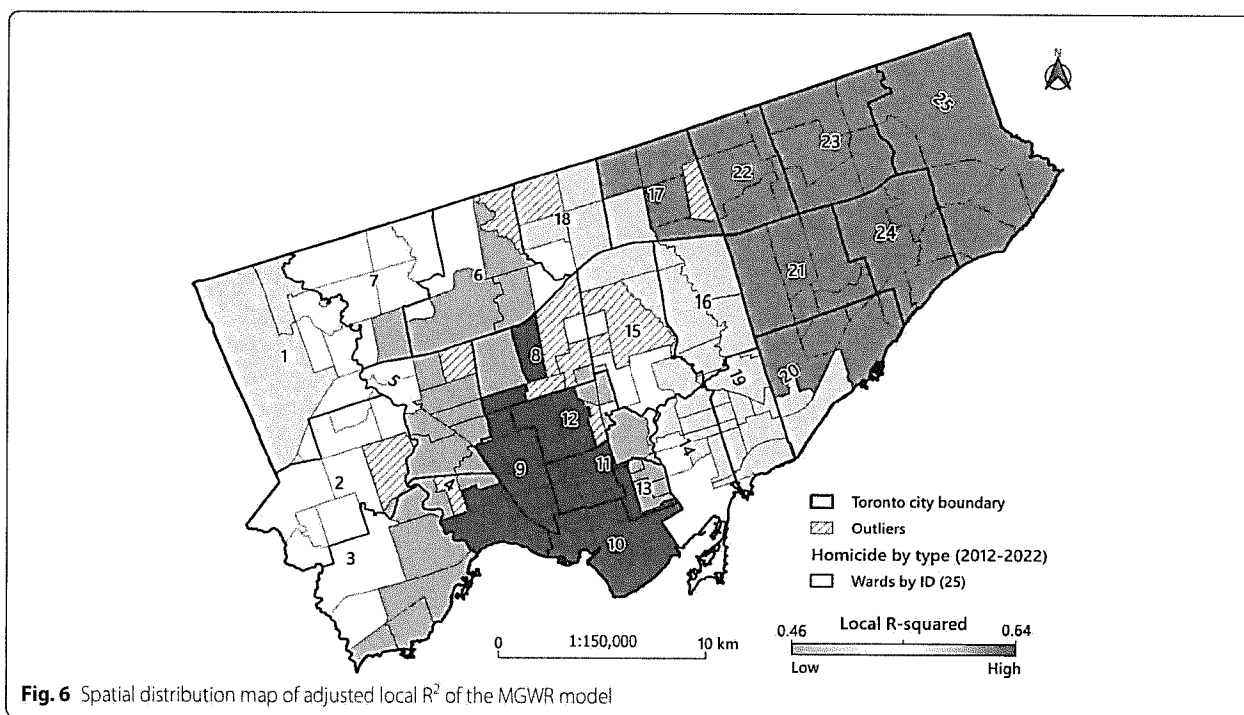 N
25
23
22
17
18
24
6
21
7
16
15
1
8
5
20
19
12
14
9
11
2
4
13
3
10
Toronto city boundary
Outliers
Homicide by type (2012-2022)
Wards by ID (25)
0 1:150,000 10 km
Local R-squared
0.46 0.64
Low High
Fig. 6 Spatial distribution map of adjusted local R² of the MGWR model